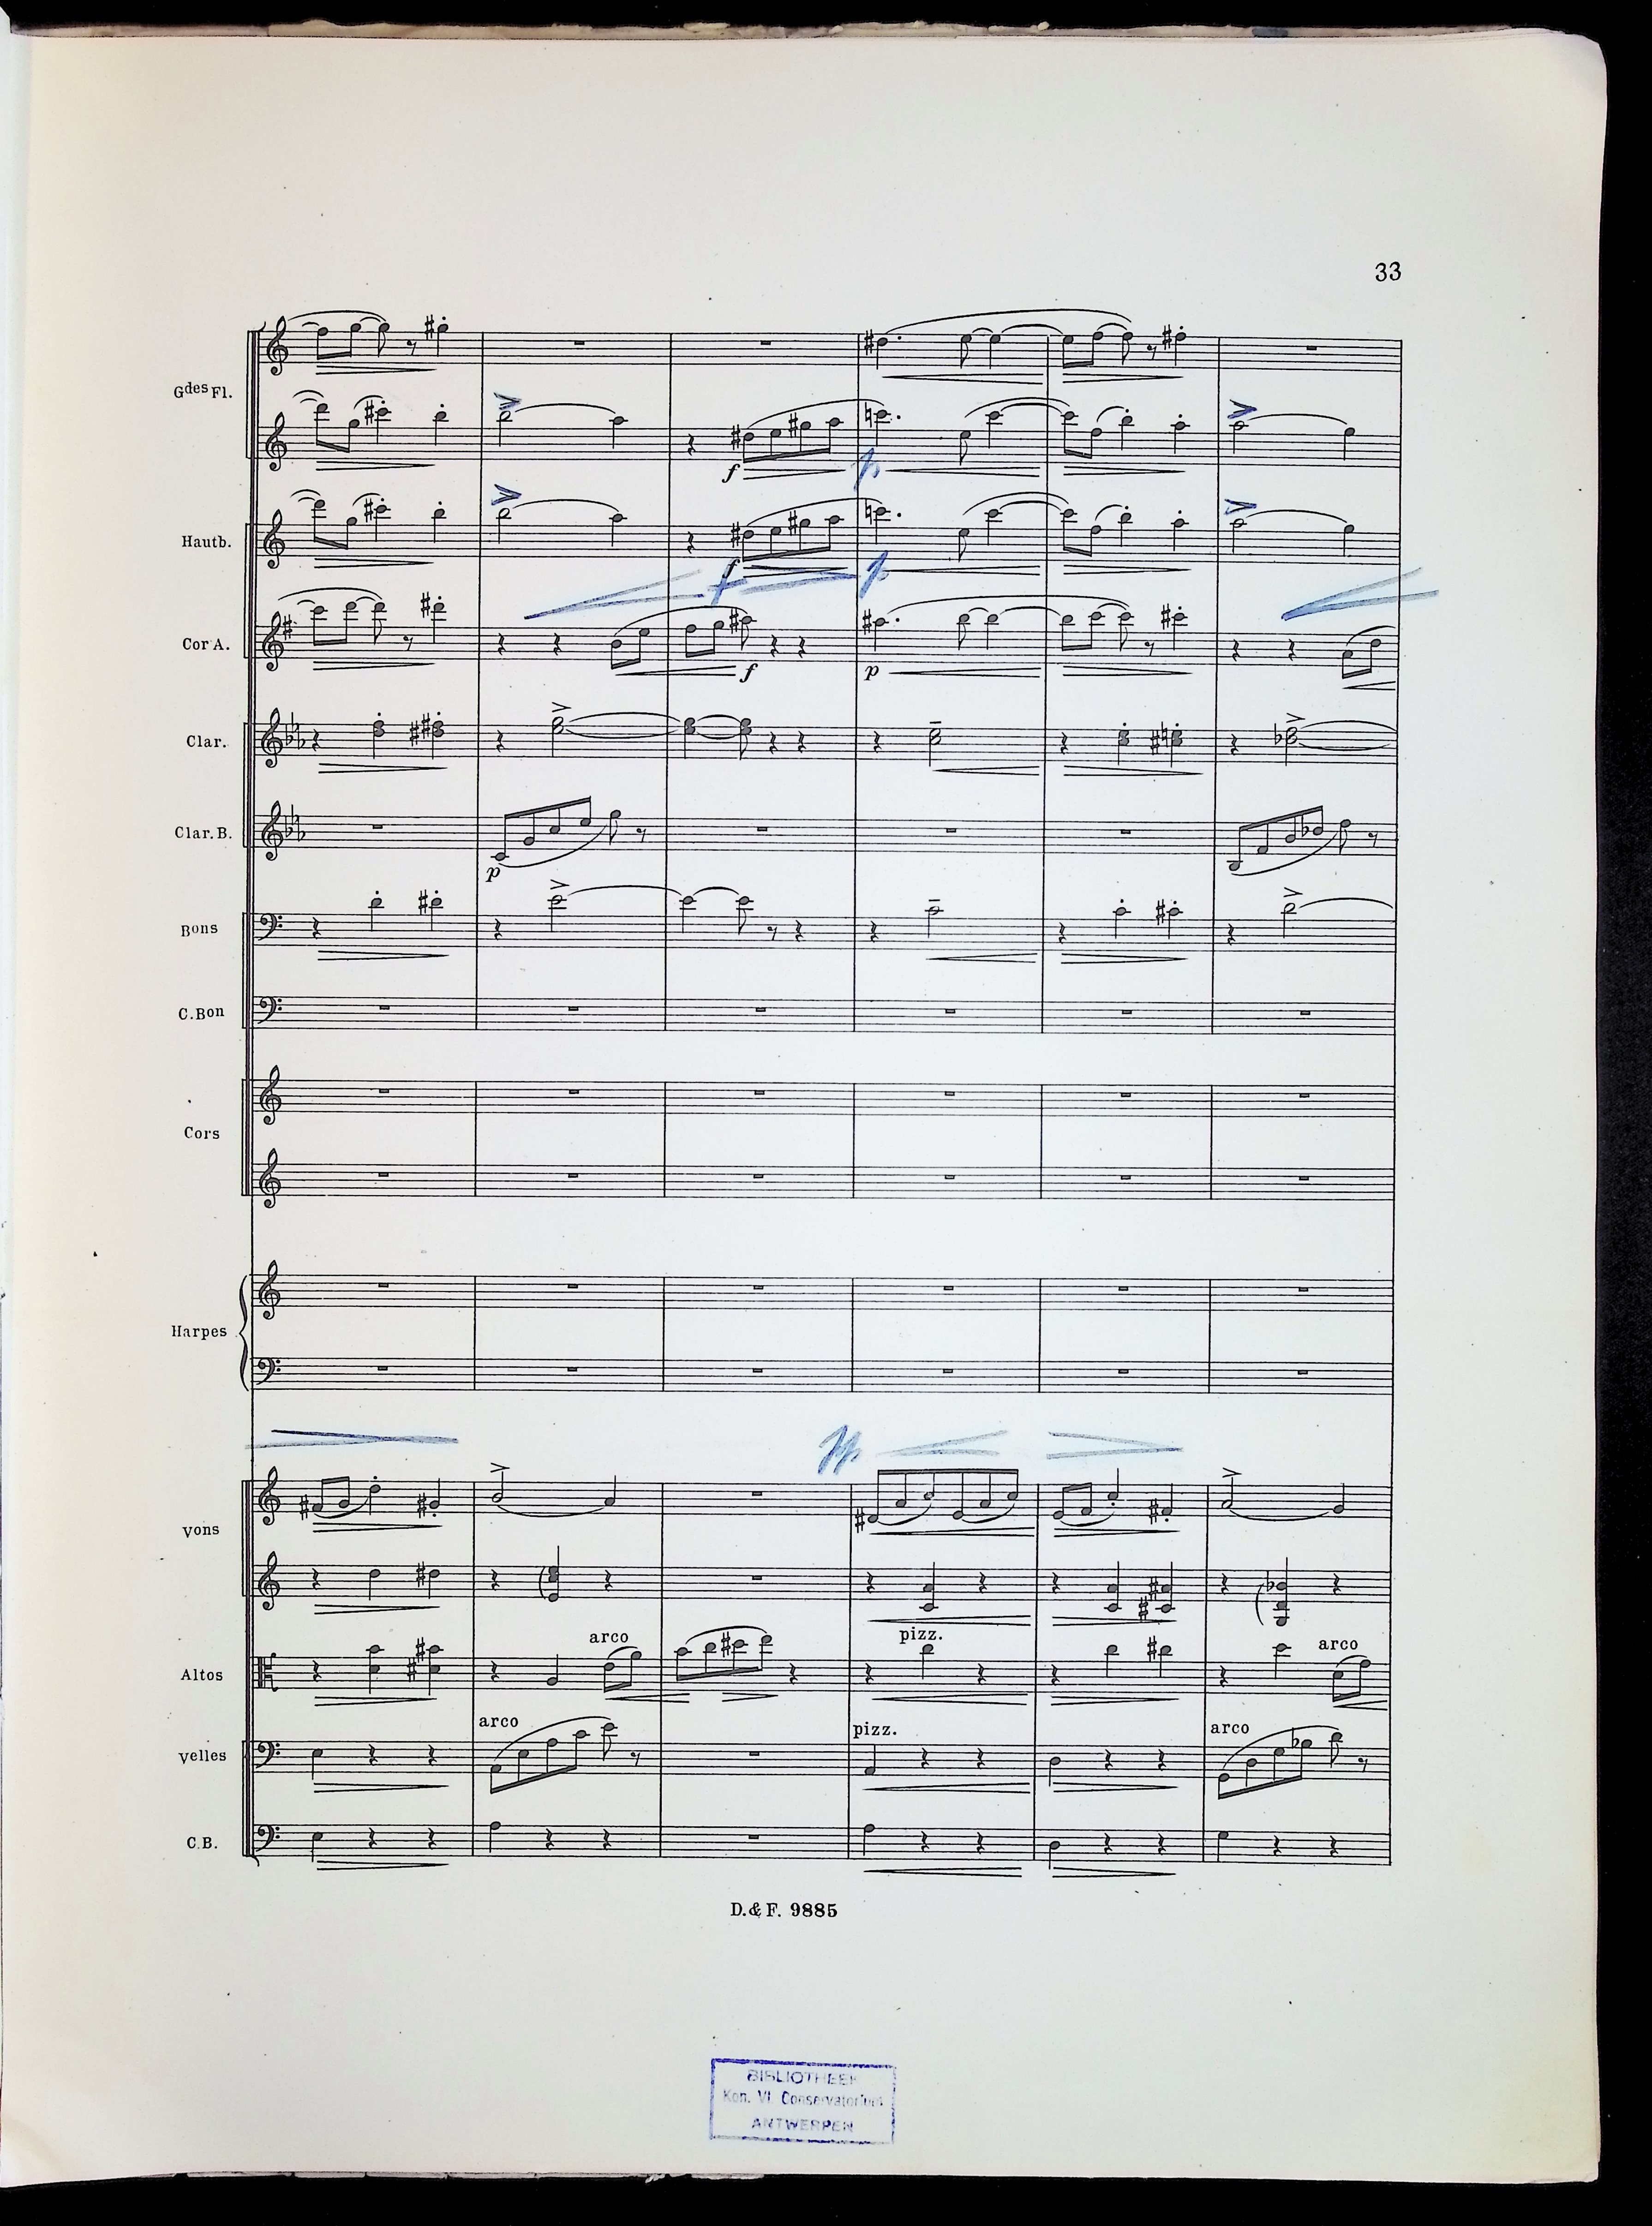 33
Gdes Fl.
f
p
Hautb.
f
f
p
Cor A.
f
p
Clar.
Clar. B.
p
Bons
C.Bon
Cors
Harpes
pp
Vons
pizz.
arco
arco
Altos
arco
pizz.
arco
Velles
C.B.
D. & F. 9885
BIBLIOTHEEK
Kon. Vl. Conservatorium
ANTWERPEN